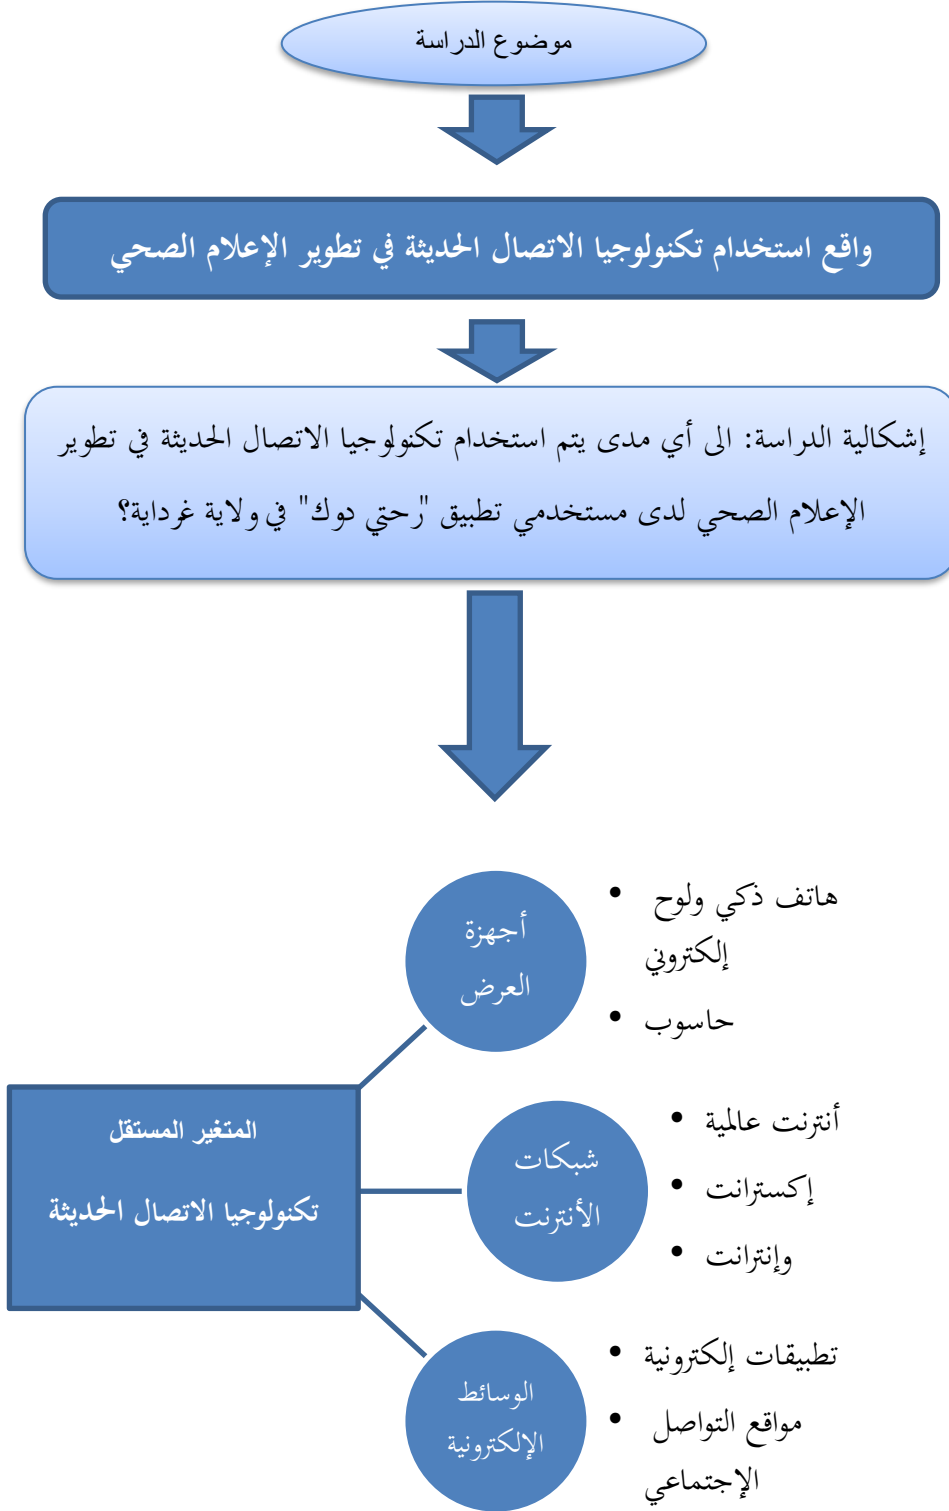 موضوع الدراسة
واقع استخدام تكنولوجيا الاتصال الحديثة في تطوير الإعلام الصحي
إشكالية الدراسة: الى أي مدى يتم استخدام تكنولوجيا الاتصال الحديثة في تطوير
الإعلام الصحي لدى مستخدمي تطبيق "زحتي دوك" في ولاية غرداية؟
أجهزة
العرض
• هاتف ذكي ولوح
إلكتروني
• حاسوب
المتغير المستقل
تكنولوجيا الاتصال الحديثة
شبكات
الأنترنت
• أنترنت عالمية
• إكسترانت
• وإنترانت
الوسائط
الإلكترونية
• تطبيقات إلكترونية
• مواقع التواصل
الإجتماعي